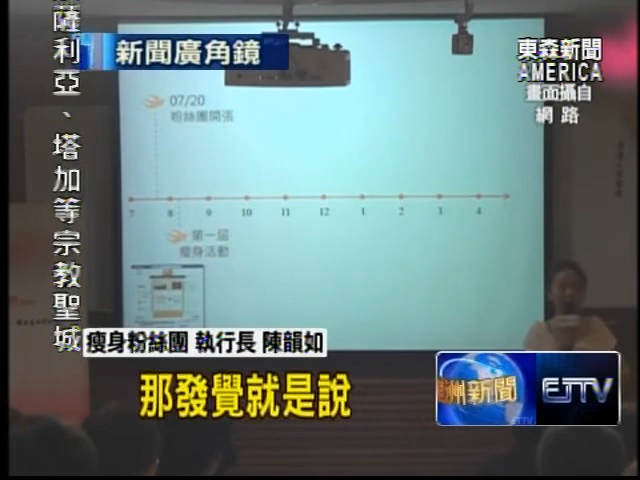 薩利亞、塔加等宗教聖城
新聞廣角鏡
東森新聞
AMERICA
畫面攝自
網路
07/20
粉絲團開張
7 8 9 10 11 12 1 2 3 4
第一屆
瘦身活動
瘦身粉絲團 執行長 陳韻如
那發覺就是說
洲新聞
EJTV
ETTV